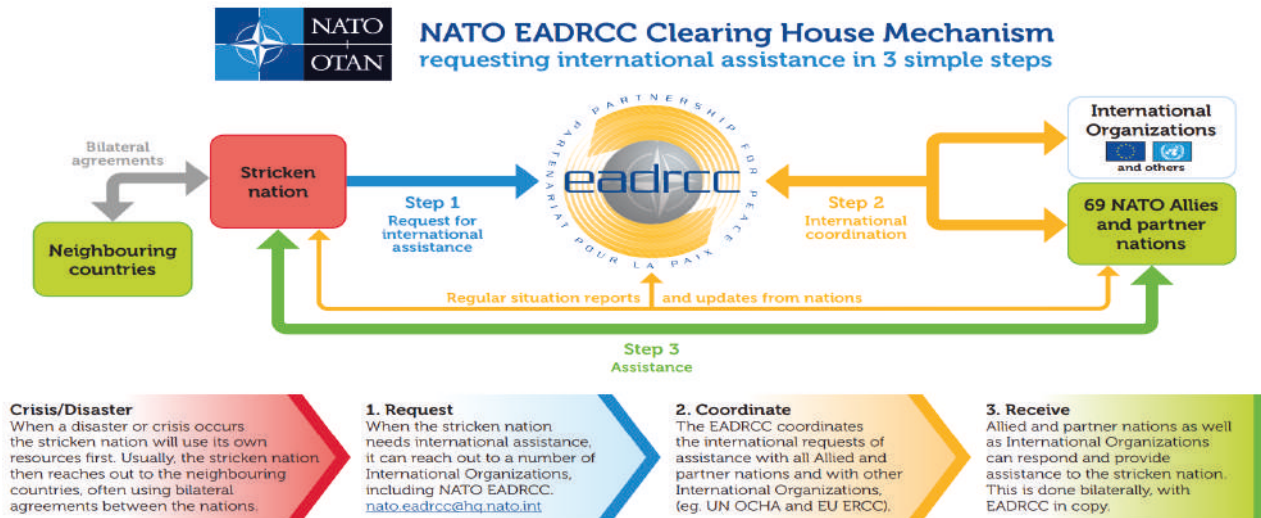 NATO
OTAN
NATO EADRCC Clearing House Mechanism
requesting international assistance in 3 simple steps
Bilateral
agreements
Stricken
nation
Neighbouring
countries
Step 1
Request for
international
assistance
PARTNERSHIP FOR PEACE
PARTENARIAT POUR LA PAIX
eadrcc
Step 2
International
coordination
International
Organizations
and others
69 NATO Allies
and partner
nations
Regular situation reports and updates from nations
Step 3
Assistance
Crisis/Disaster
When a disaster or crisis occurs
the stricken nation will use its own
resources first. Usually, the stricken nation
then reaches out to the neighbouring
countries, often using bilateral
agreements between the nations.
1. Request
When the stricken nation
needs international assistance,
it can reach out to a number of
International Organizations,
including NATO EADRCC.
nato.eadrcc@hq.nato.int
2. Coordinate
The EADRCC coordinates
the international requests of
assistance with all Allied and
partner nations and with other
International Organizations,
(eg. UN OCHA and EU ERCC).
3. Receive
Allied and partner nations as well
as International Organizations
can respond and provide
assistance to the stricken nation.
This is done bilaterally, with
EADRCC in copy.